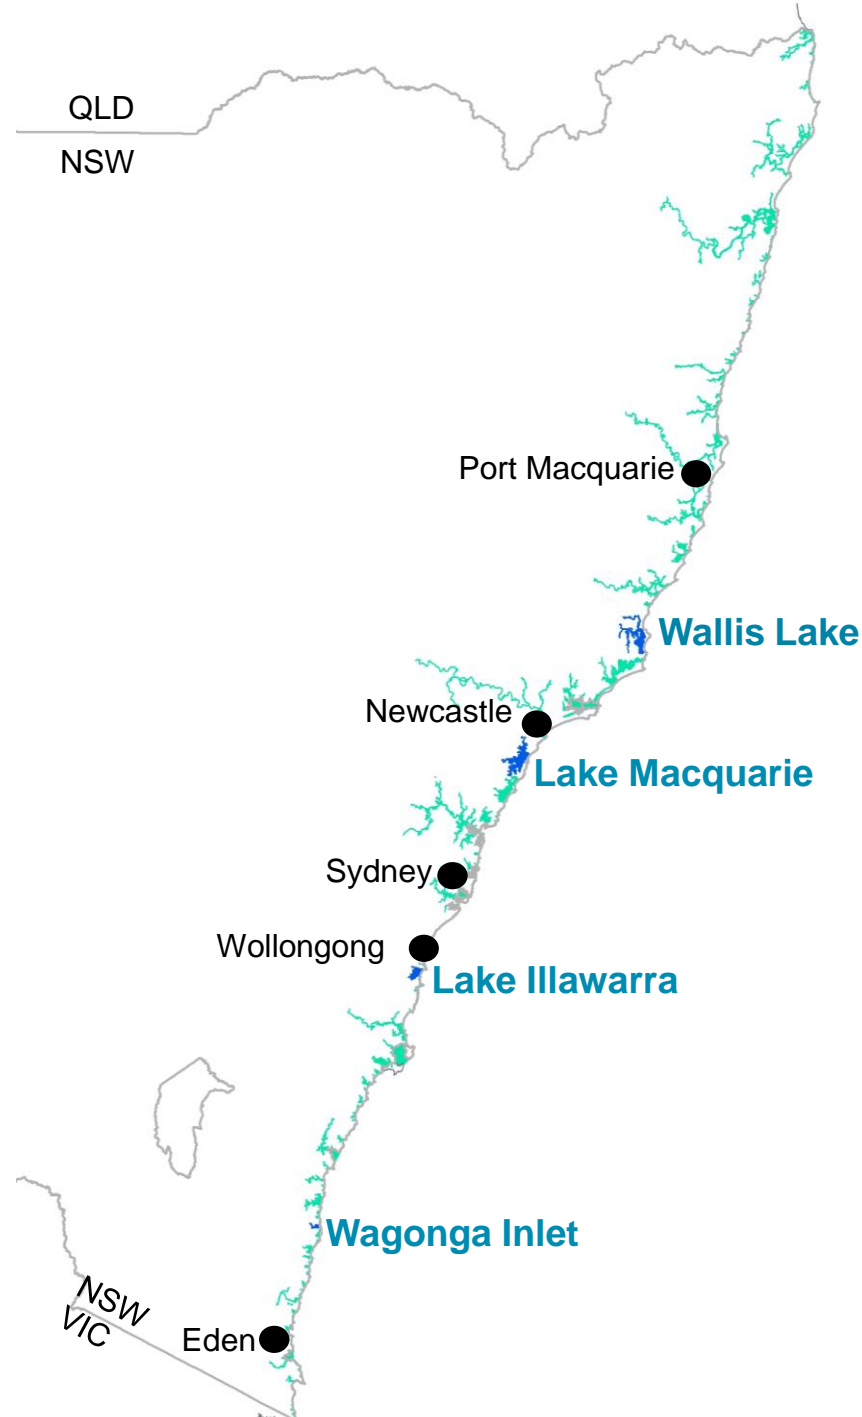 QLD
NSW
Port Macquarie
Wallis Lake
Newcastle
Lake Macquarie
Sydney
Wollongong
Lake Illawarra
Wagonga Inlet
NSW
VIC
Eden